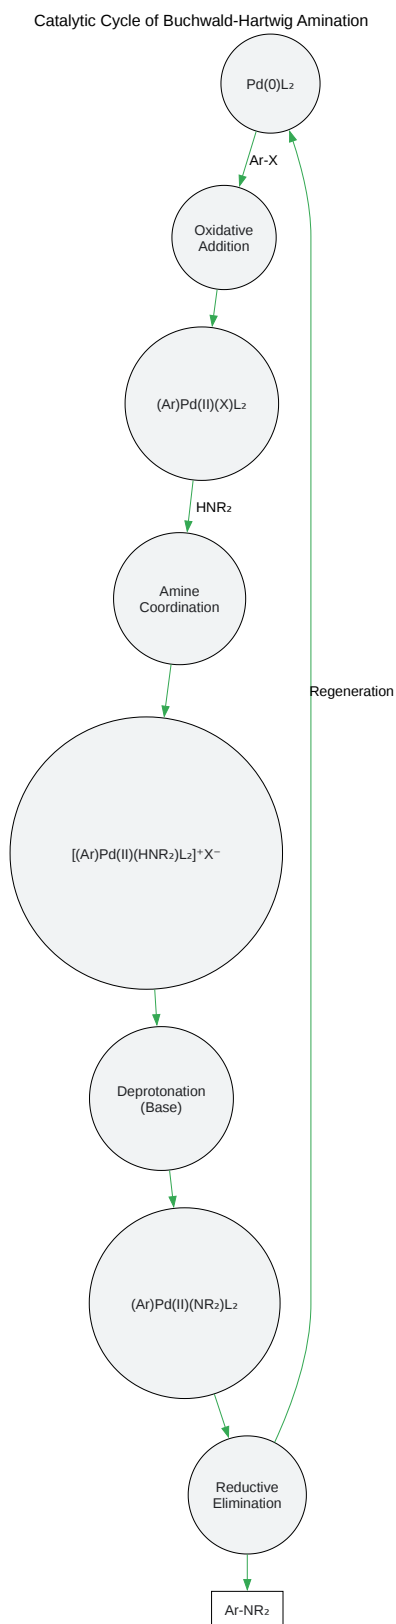 Catalytic Cycle of Buchwald-Hartwig Amination
Pd(0)L₂
Ar-X
Oxidative
Addition
(Ar)Pd(II)(X)L₂
HNR₂
Amine
Coordination
Regeneration
[(Ar)Pd(II)(HNR₂)L₂]⁺X⁻
Deprotonation
(Base)
(Ar)Pd(II)(NR₂)L₂
Reductive
Elimination
Ar-NR₂